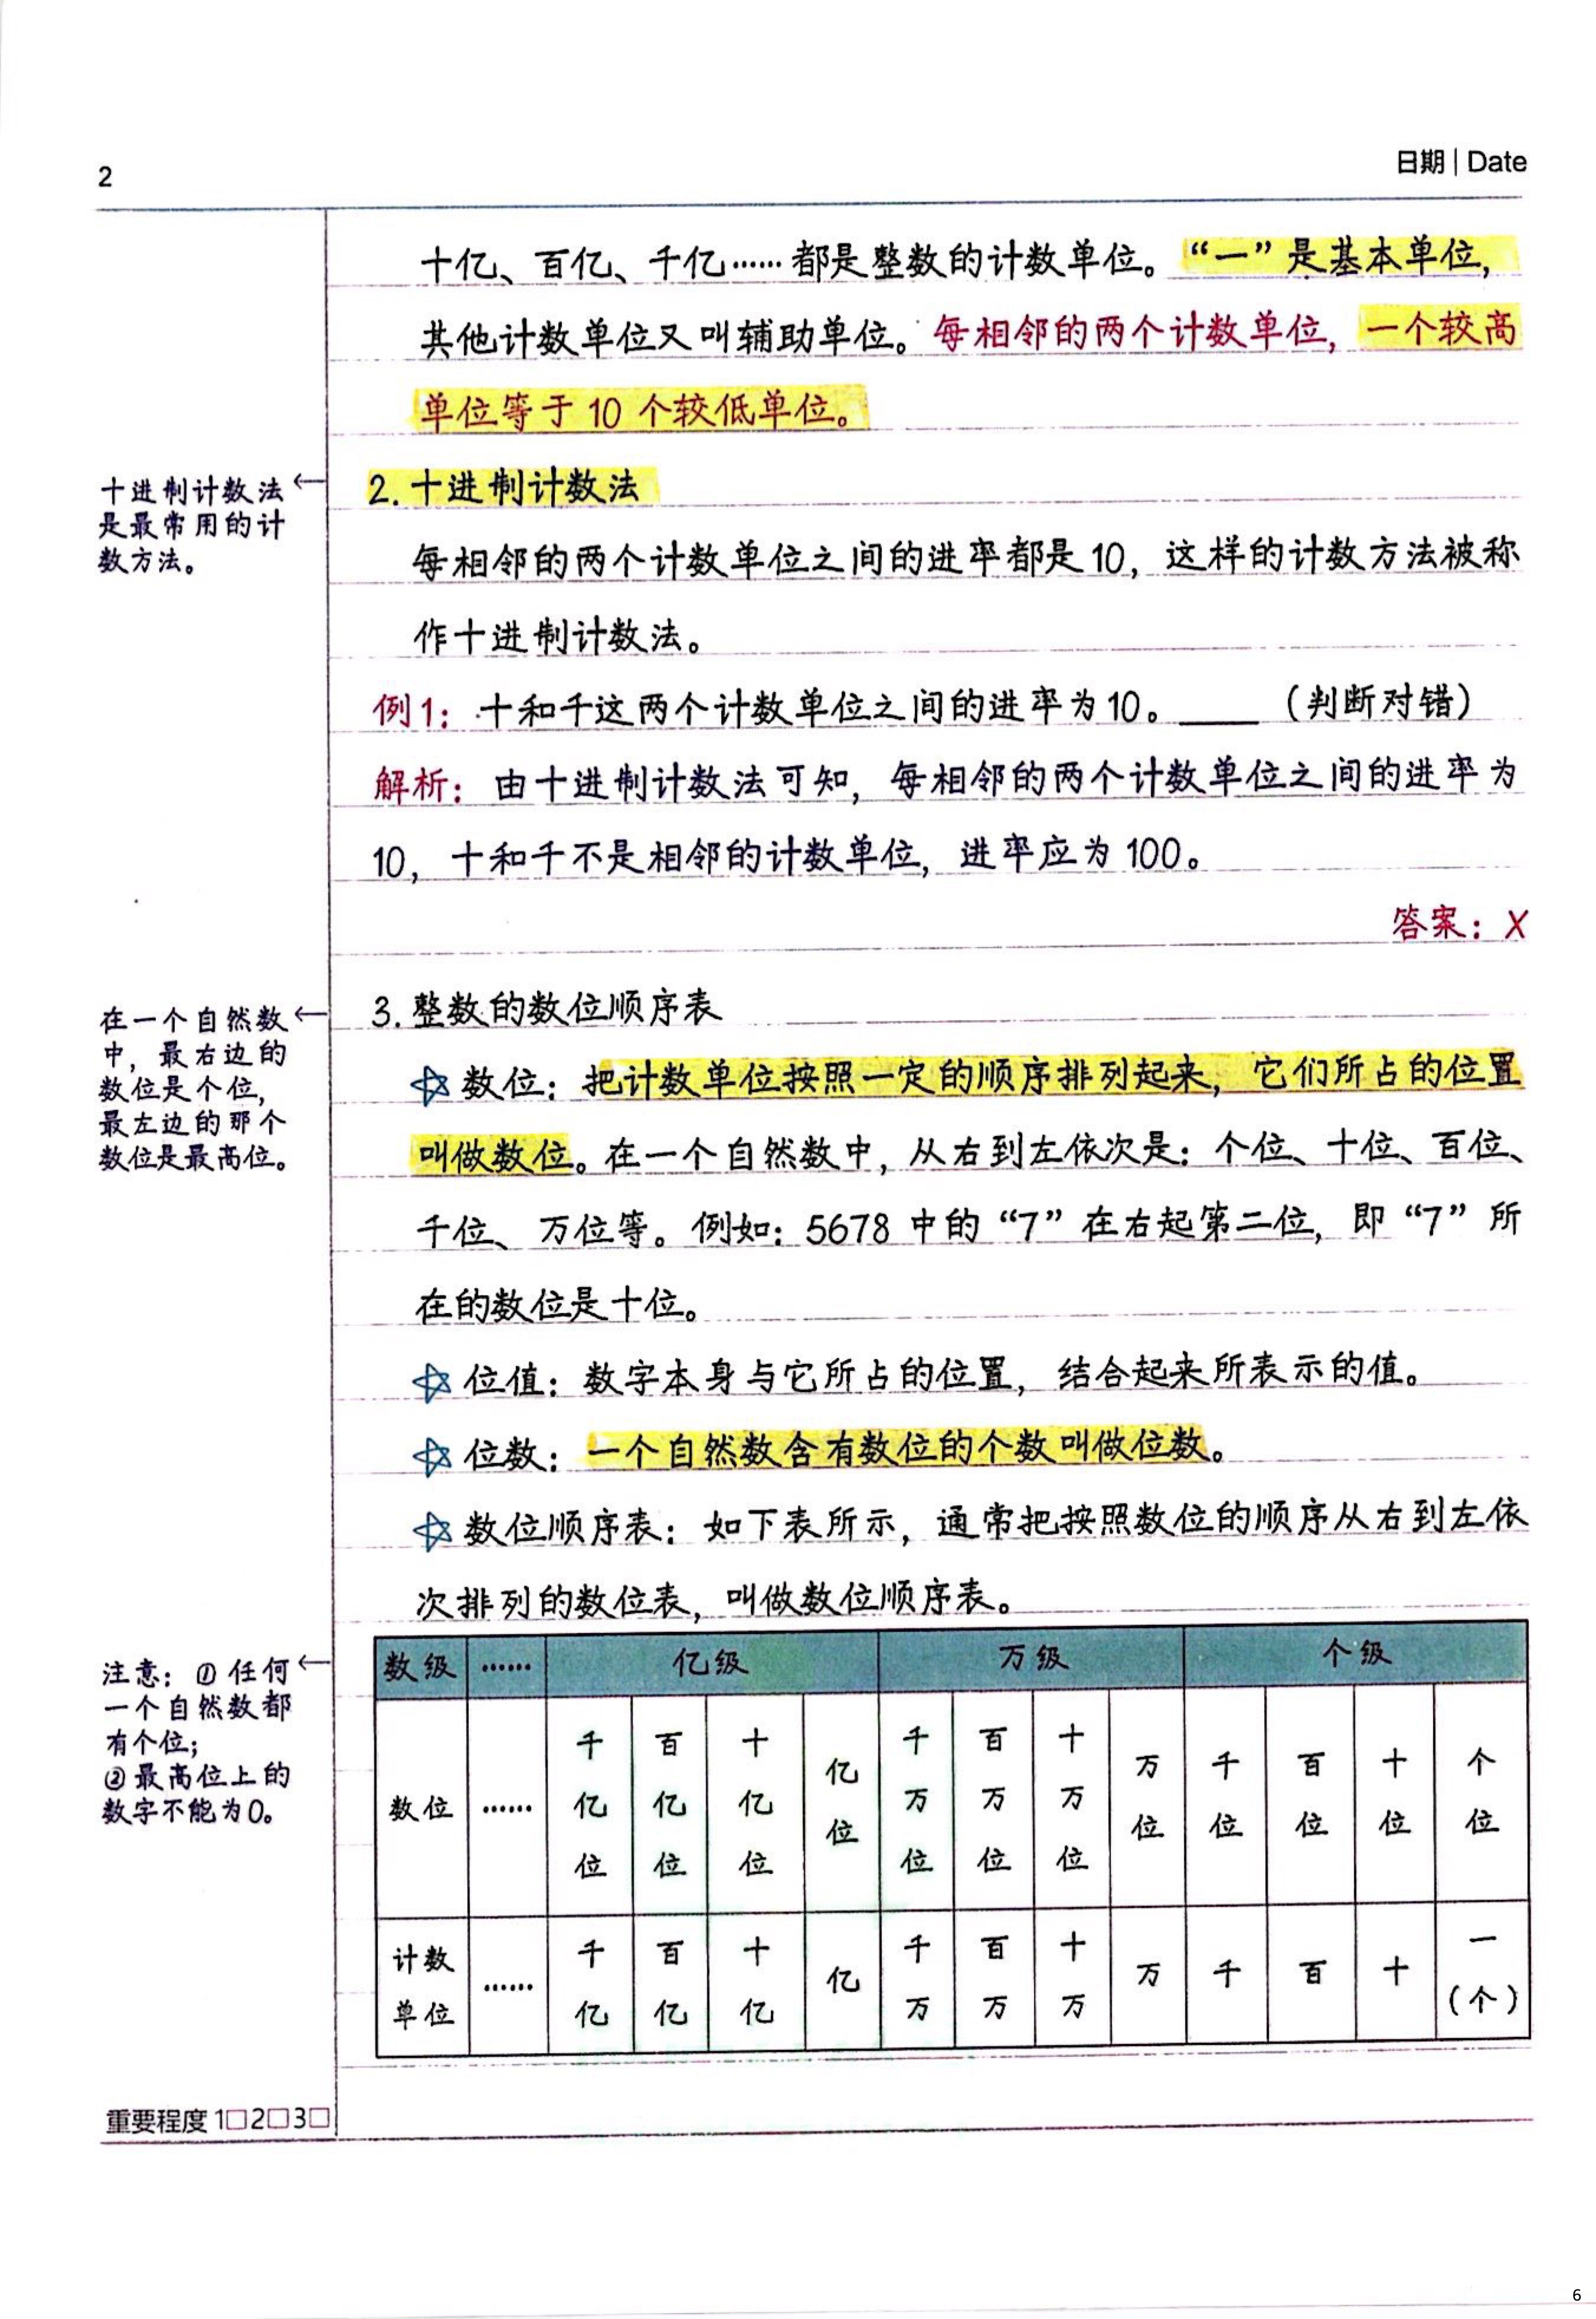 2
日期 | Date
十亿、百亿、千亿……都是整数的计数单位。“一”是基本单位,
其他计数单位又叫辅助单位。每相邻的两个计数单位, 一个较高
单位等于 10 个较低单位。
十进制计数法
是最常用的计
数方法。
2. 十进制计数法
每相邻的两个计数单位之间的进率都是10, 这样的计数方法被称
作十进制计数法。
例1: 十和千这两个计数单位之间的进率为10。____ (判断对错)
解析: 由十进制计数法可知, 每相邻的两个计数单位之间的进率为
10, 十和千不是相邻的计数单位, 进率应为 100。
答案: X
在一个自然数
中, 最右边的
数位是个位,
最左边的那个
数位是最高位。
3. 整数的数位顺序表
☆ 数位: 把计数单位按照一定的顺序排列起来, 它们所占的位置
叫做数位。在一个自然数中, 从右到左依次是: 个位、十位、百位、
千位、万位等。例如: 5678 中的“7”在右起第二位, 即“7”所
在的数位是十位。
☆ 位值: 数字本身与它所占的位置, 结合起来所表示的值。
☆ 位数: 一个自然数含有数位的个数叫做位数。
☆ 数位顺序表: 如下表所示, 通常把按照数位的顺序从右到左依
次排列的数位表, 叫做数位顺序表。
注意: ① 任何
一个自然数都
有个位;
② 最高位上的
数字不能为0。
数级 …… 亿级 万级 个级
数位 …… 千亿位 百亿位 十亿位 亿位 千万位 百万位 十万位 万位 千位 百位 十位 个位
计数单位 …… 千亿 百亿 十亿 亿 千万 百万 十万 万 千 百 十 一(个)
重要程度 1□2□3□
6